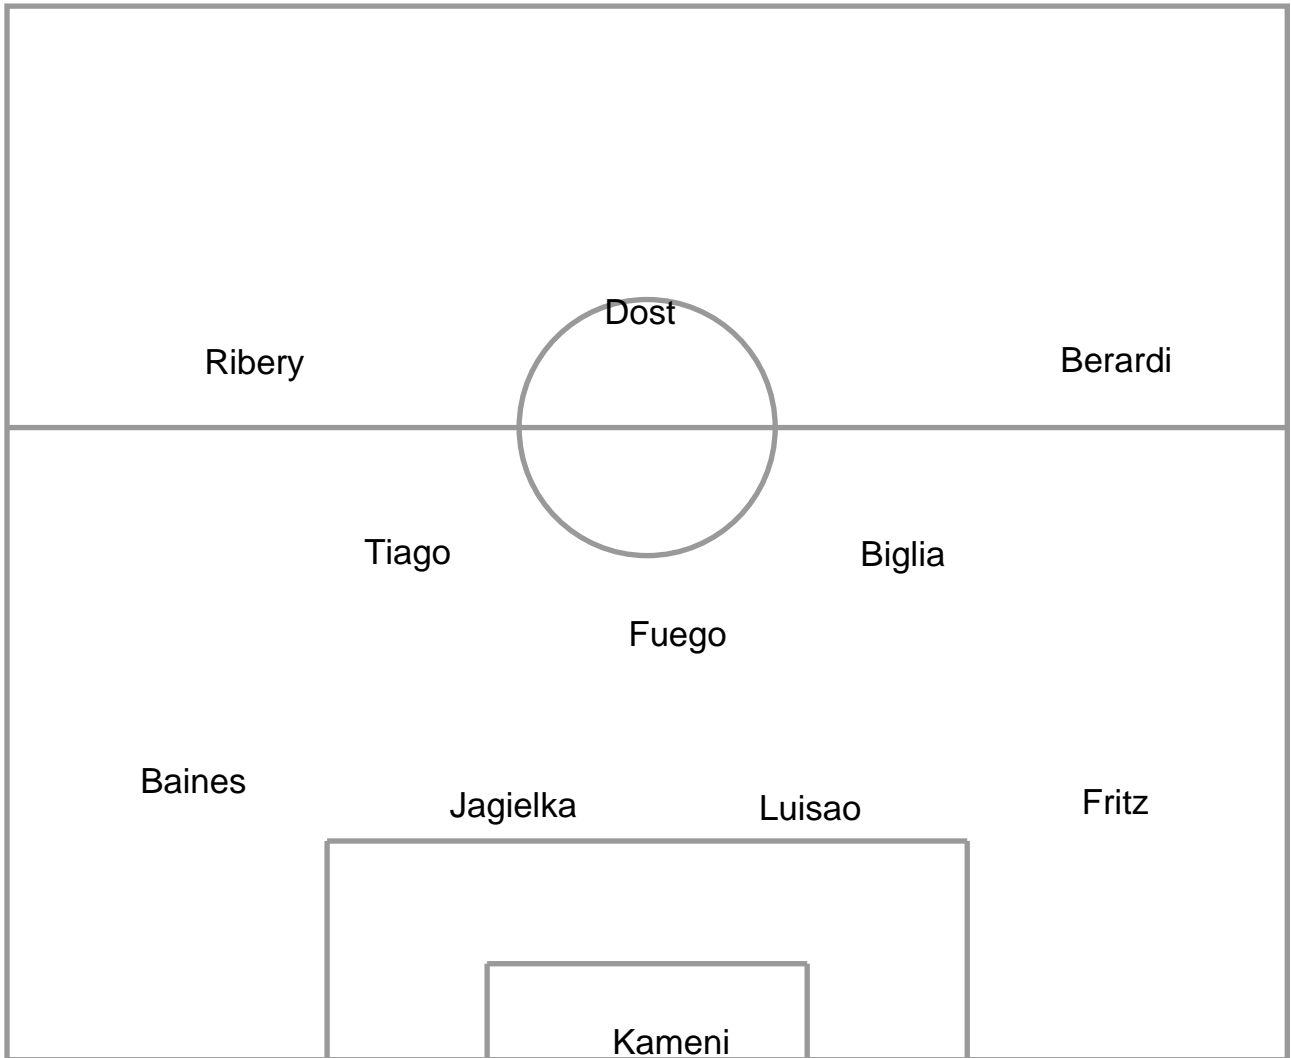 Dost
Ribery
Berardi
Tiago
Biglia
Fuego
Baines
Jagielka
Luisao
Fritz
Kameni